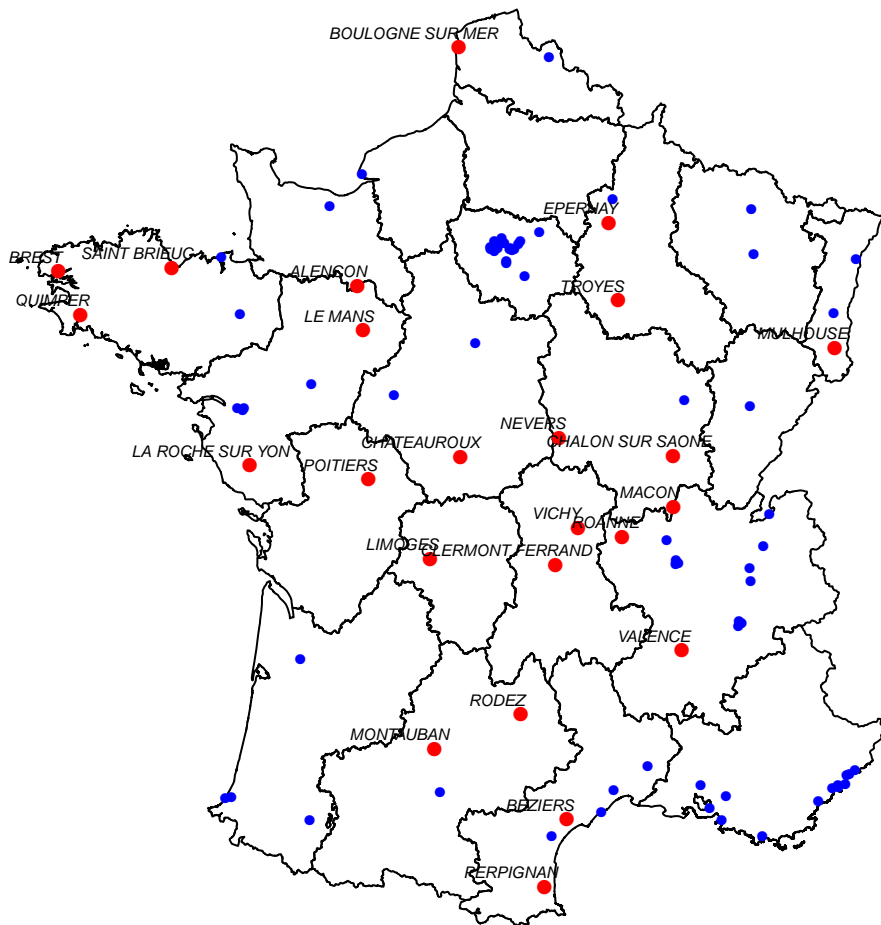 BOULOGNE SUR MER
EPERNAY
BREST
SAINT BRIEUC
ALENCON
TROYES
QUIMPER
LE MANS
MULHOUSE
NEVERS
LA ROCHE SUR YON
CHATEAUROUX
CHALON SUR SAONE
POITIERS
MACON
VICHY
ROANNE
LIMOGES
CLERMONT FERRAND
VALENCE
RODEZ
MONTAUBAN
BEZIERS
PERPIGNAN